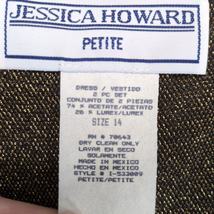 JESSICA HOWARD
PETITE
DRESS / VESTIDO
2 PC SET
CONJUNTO DE 2 PIEZAS
74 % ACETATE/ACETATO
26 % LUREX/LUREX
SIZE 14
RN # 70643
DRY CLEAN ONLY
LAVAR EN SECO
SOLAMENTE
MADE IN MEXICO
HECHO EN MEXICO
STYLE # I-533009
PETITE/PETITE